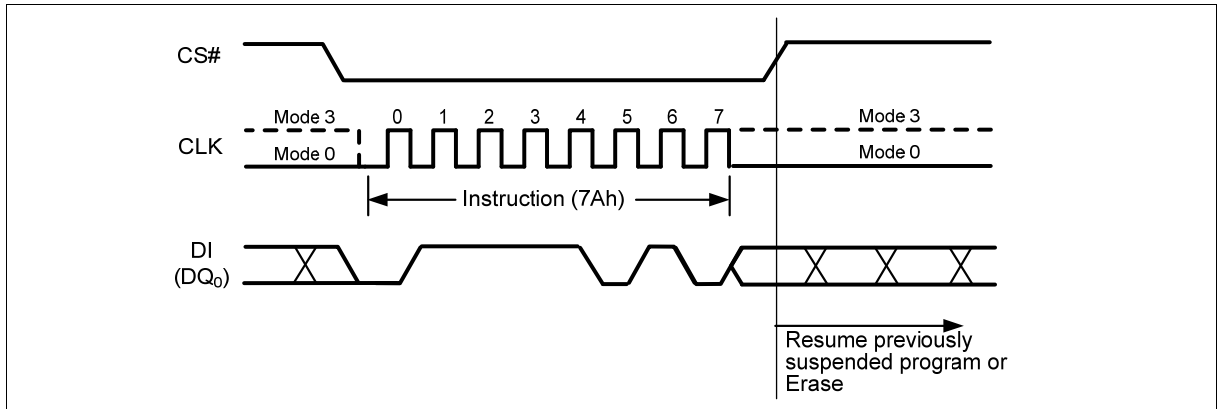 CS#
Mode 3 0 1 2 3 4 5 6 7 Mode 3
CLK
Mode 0 Mode 0
Instruction (7Ah)
DI
(DQ₀)
Resume previously
suspended program or
Erase